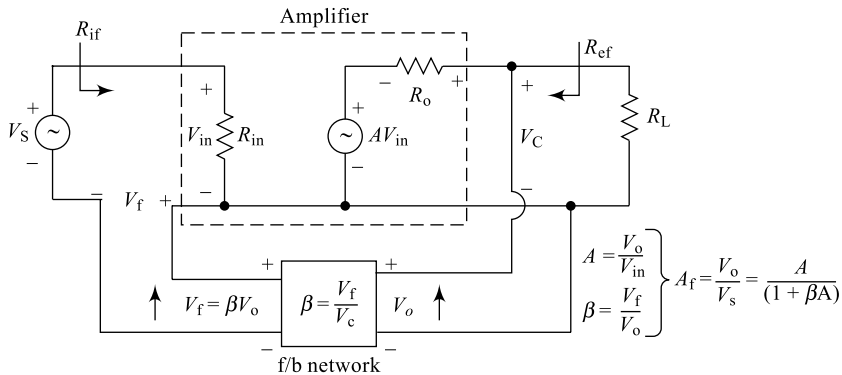 Amplifier
R_if
R_ef
+ − R_o + +
+ + V_in R_in + AV_in V_C R_L
V_S ~ ~
− − − −
− V_f +
+ +
V_f = βV_o β = V_f/V_c V_o
− −
f/b network
A = V_o/V_in
β = V_f/V_o
A_f = V_o/V_s = A/(1 + βA)